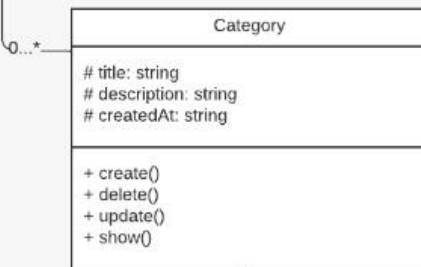 Category
0...*
# title: string
# description: string
# createdAt: string
+ create()
+ delete()
+ update()
+ show()